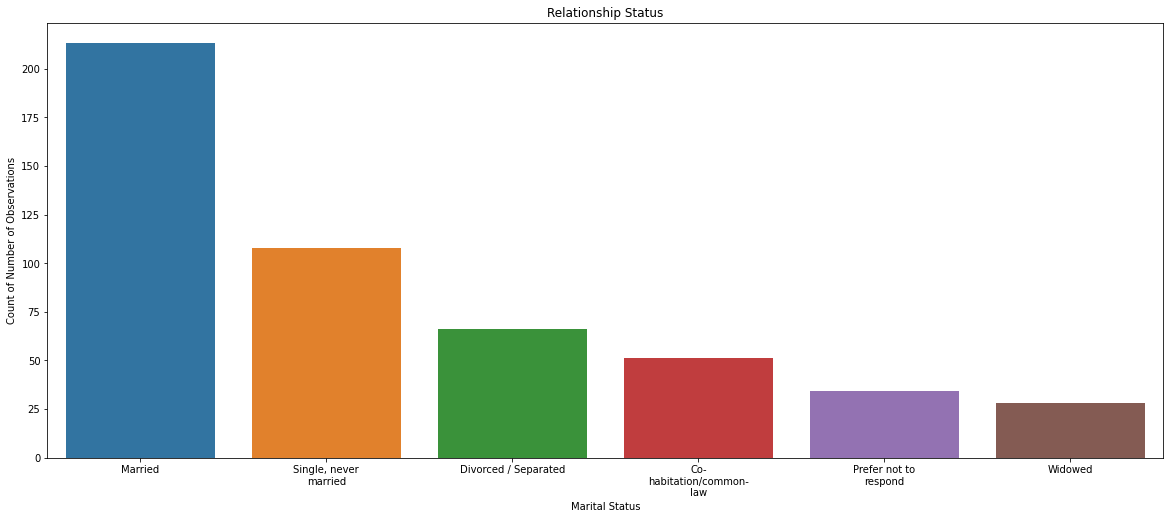 Relationship Status
Count of Number of Observations
200
175
150
125
100
75
50
25
0
Married
Single, never
married
Divorced / Separated
Co-
habitation/common-
law
Prefer not to
respond
Widowed
Marital Status